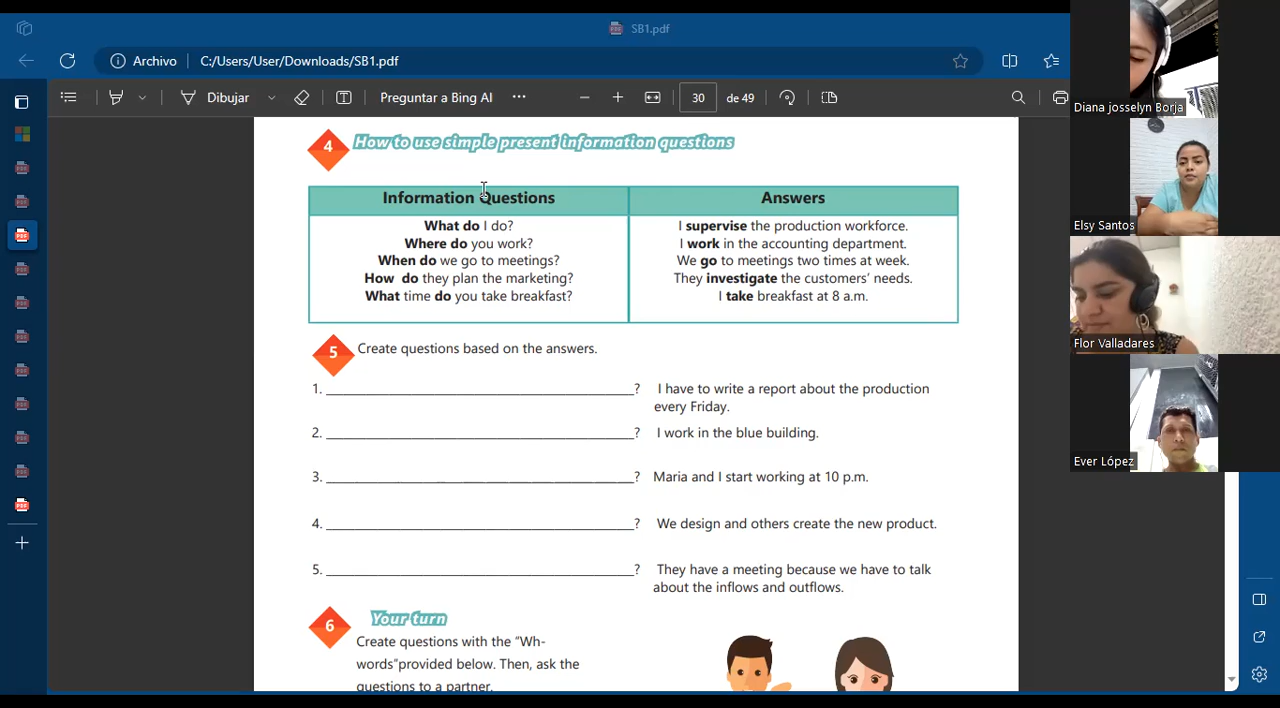 SB1.pdf
Archivo
C:/Users/User/Downloads/SB1.pdf
Dibujar
Preguntar a Bing AI
30
de 49
4
How to use simple present information questions
Information Questions
Answers
What do I do?
I supervise the production workforce.
Where do you work?
I work in the accounting department.
When do we go to meetings?
We go to meetings two times at week.
How do they plan the marketing?
They investigate the customers' needs.
What time do you take breakfast?
I take breakfast at 8 a.m.
5
Create questions based on the answers.
1. ______________________________________? I have to write a report about the production
every Friday.
2. ______________________________________? I work in the blue building.
3. ______________________________________? Maria and I start working at 10 p.m.
4. ______________________________________? We design and others create the new product.
5. ______________________________________? They have a meeting because we have to talk
about the inflows and outflows.
6
Your turn
Create questions with the "Wh-
words"provided below. Then, ask the
questions to a partner.
Diana josselyn Borja
Elsy Santos
Flor Valladares
Ever López